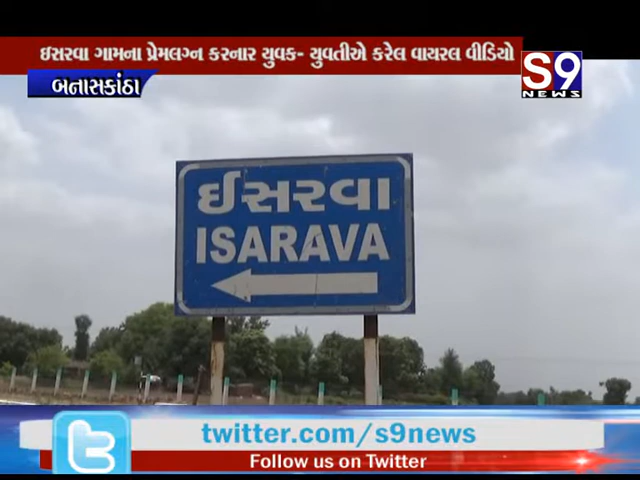 ઇસરવા ગામના પ્રેમલગ્ન કરનાર યુવક- યુવતીએ કરેલ વાયરલ વીડિયો
બનાસકાંઠા
S9
NEWS
ઈસરવા
ISARAVA
twitter.com/s9news
Follow us on Twitter